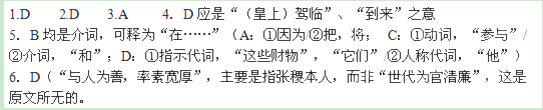 1.D 2.D 3.A 4．D 应是“（皇上）驾临”、“到来”之意
5．B 均是介词，可释为“在……”（A：①因为/②把，将； C：①动词，“参与”/
②介词，“和”；D：①指示代词，“这些财物”，“它们”/②人称代词，“他”）
6．D（“与人为善，率素宽厚”，主要是指张稷本人，而非“世代为官清廉”，这是
原文所无的。